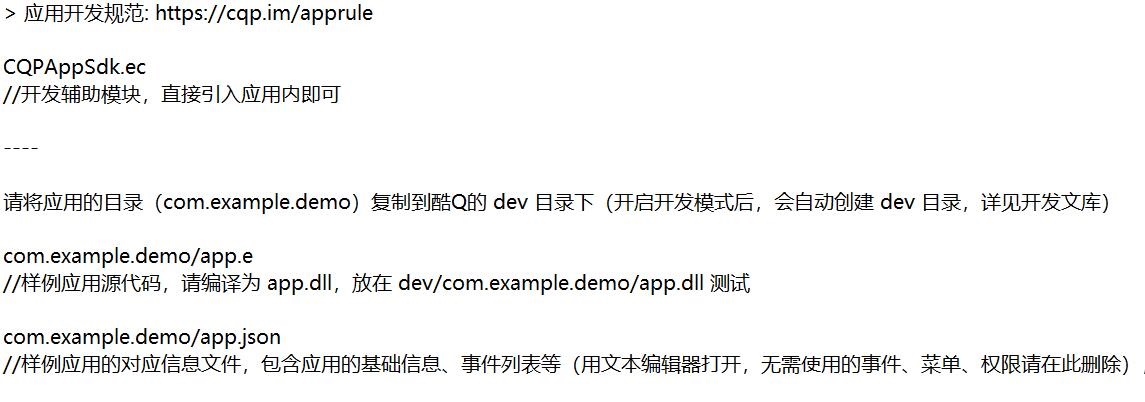 > 应用开发规范: https://cqp.im/apprule
CQPAppSdk.ec
//开发辅助模块，直接引入应用内即可
----
请将应用的目录（com.example.demo）复制到酷Q的 dev 目录下（开启开发模式后，会自动创建 dev 目录，详见开发文库）
com.example.demo/app.e
//样例应用源代码，请编译为 app.dll，放在 dev/com.example.demo/app.dll 测试
com.example.demo/app.json
//样例应用的对应信息文件，包含应用的基础信息、事件列表等（用文本编辑器打开，无需使用的事件、菜单、权限请在此删除），